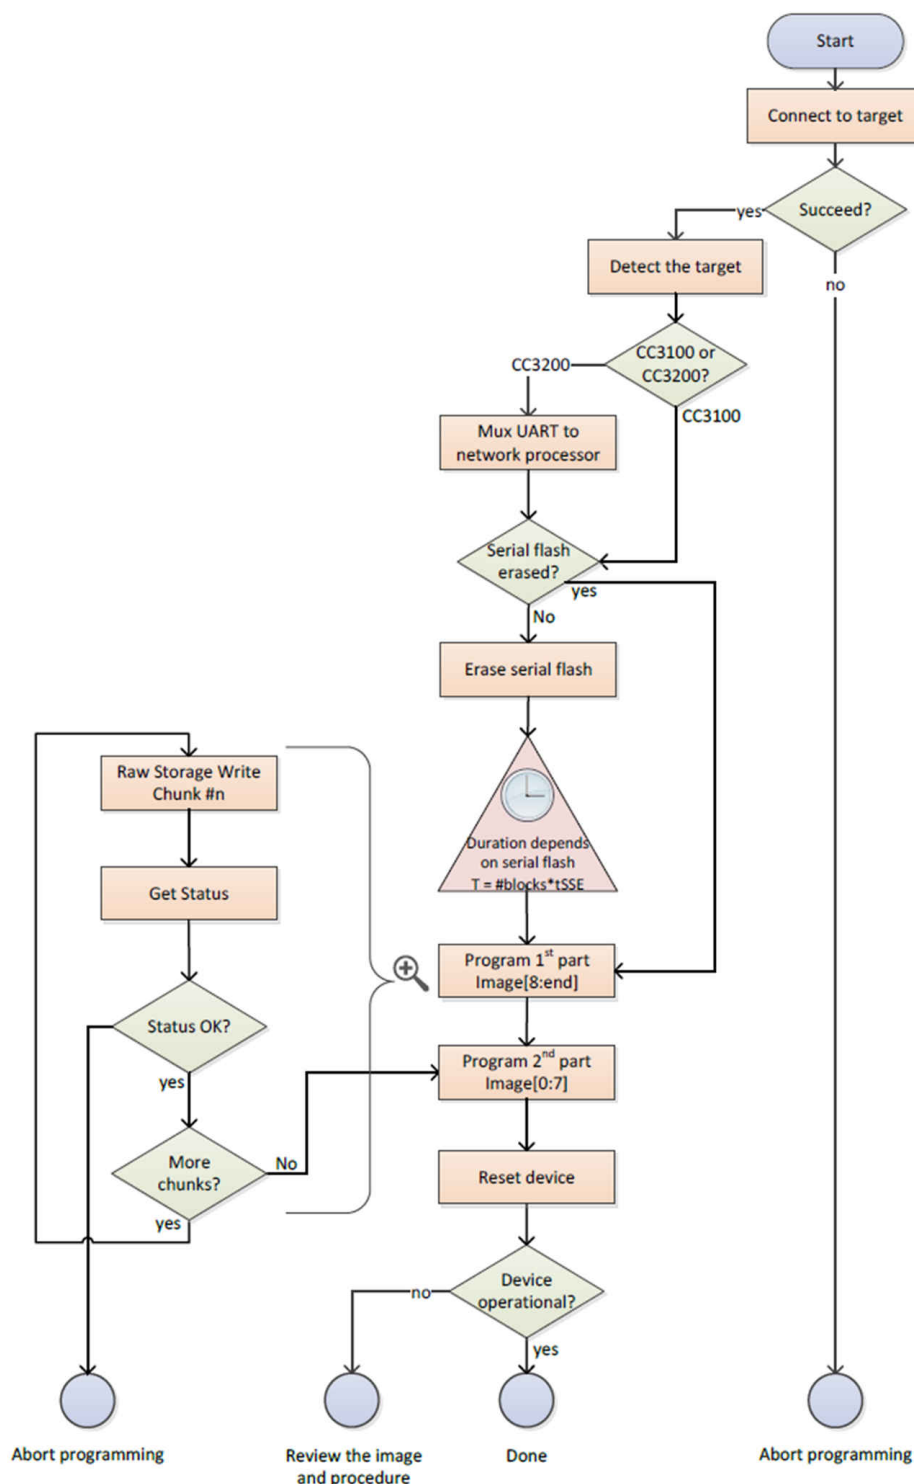 Start
Connect to target
Succeed?
yes
no
Detect the target
CC3100 or
CC3200?
CC3200
CC3100
Mux UART to
network processor
Serial flash
erased?
yes
No
Erase serial flash
Duration depends
on serial flash
T = #blocks*tSSE
Raw Storage Write
Chunk #n
Get Status
Status OK?
yes
More
chunks?
No
yes
Program 1st part
Image[8:end]
Program 2nd part
Image[0:7]
Reset device
Device
operational?
no
yes
Abort programming
Review the image
and procedure
Done
Abort programming